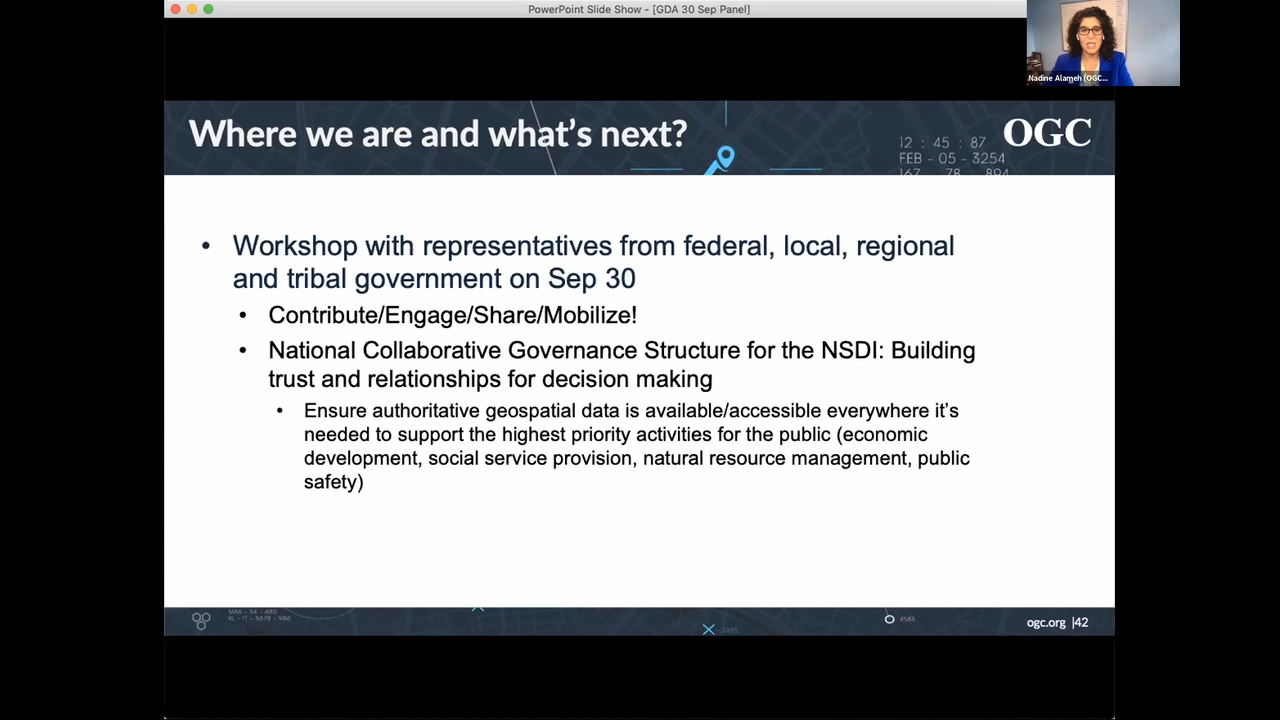 PowerPoint Slide Show - [GDA 30 Sep Panel]
Nadine Alameh (OGC...
Where we are and what's next?
OGC
12 : 45 : 87
FEB - 05 - 3254
167 78 894
• Workshop with representatives from federal, local, regional
and tribal government on Sep 30
• Contribute/Engage/Share/Mobilize!
• National Collaborative Governance Structure for the NSDI: Building
trust and relationships for decision making
• Ensure authoritative geospatial data is available/accessible everywhere it's
needed to support the highest priority activities for the public (economic
development, social service provision, natural resource management, public
safety)
ogc.org |42